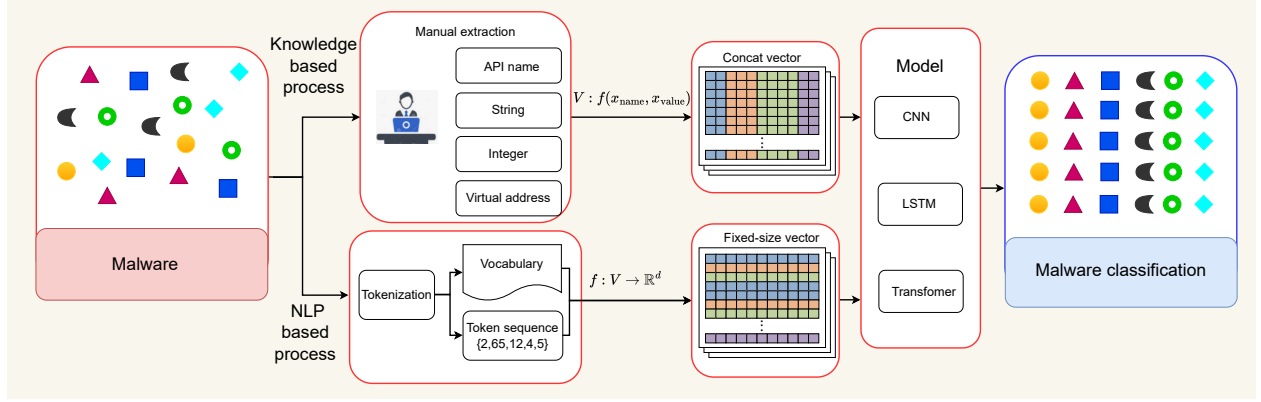 Malware
Knowledge
based
process
NLP
based
process
Manual extraction
API name
String
Integer
Virtual address
Tokenization
Vocabulary
Token sequence
{2,65,12,4,5}
V : f(x_name, x_value)
f : V → ℝ^d
Concat vector
Fixed-size vector
Model
CNN
LSTM
Transfomer
Malware classification